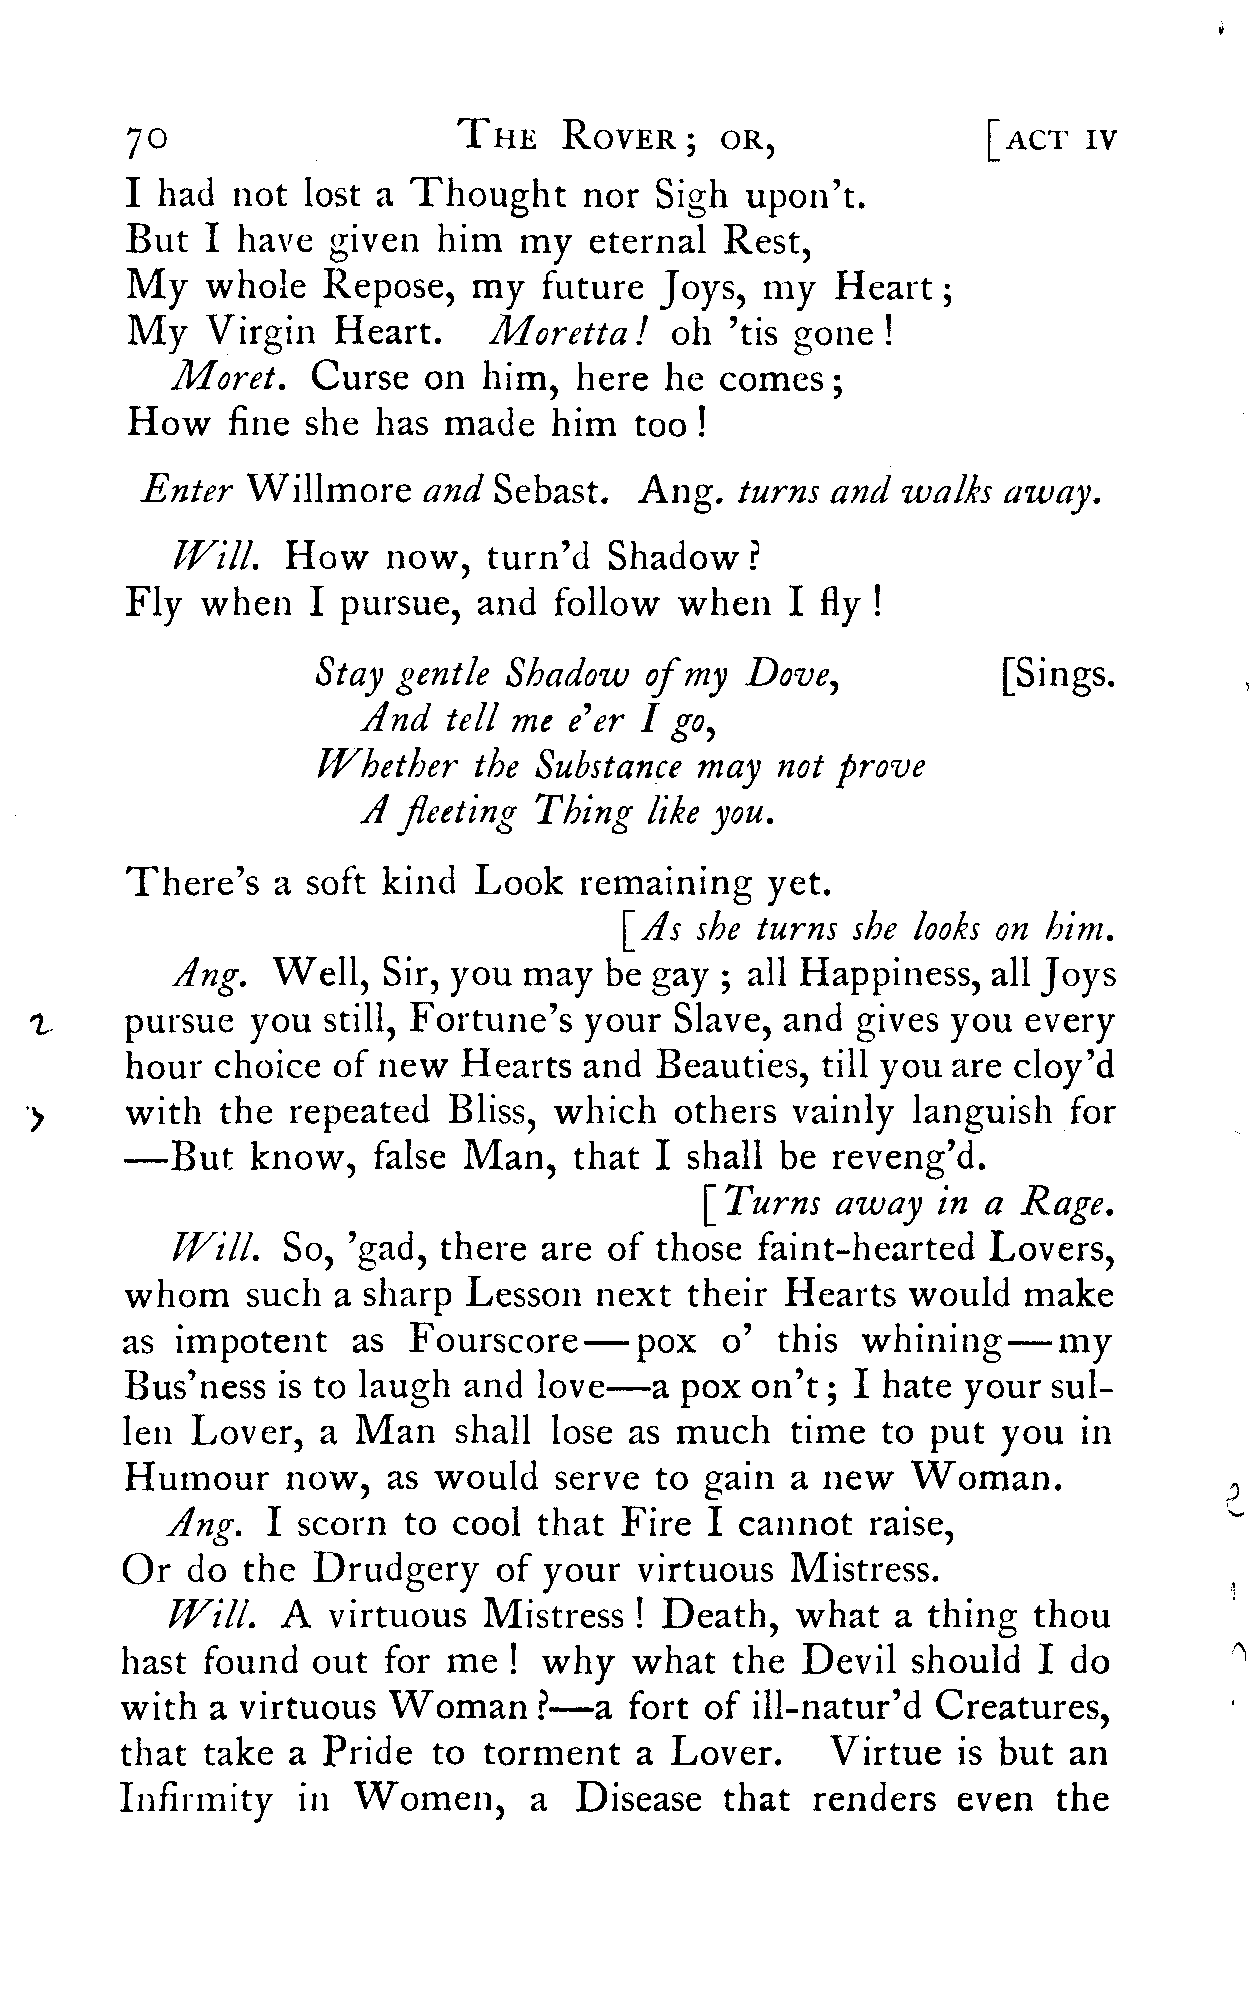 70 THE ROVER; OR, [ACT IV
I had not lost a Thought nor Sigh upon't.
But I have given him my eternal Rest,
My whole Repose, my future Joys, my Heart;
My Virgin Heart. Moretta! oh 'tis gone!
Moret. Curse on him, here he comes;
How fine she has made him too!
Enter Willmore and Sebast. Ang. turns and walks away.
Will. How now, turn'd Shadow?
Fly when I pursue, and follow when I fly!
Stay gentle Shadow of my Dove, [Sings.
And tell me e'er I go,
Whether the Substance may not prove
A fleeting Thing like you.
There's a soft kind Look remaining yet.
[As she turns she looks on him.
Ang. Well, Sir, you may be gay; all Happiness, all Joys
pursue you still, Fortune's your Slave, and gives you every
hour choice of new Hearts and Beauties, till you are cloy'd
with the repeated Bliss, which others vainly languish for
—But know, false Man, that I shall be reveng'd.
[Turns away in a Rage.
Will. So, 'gad, there are of those faint-hearted Lovers,
whom such a sharp Lesson next their Hearts would make
as impotent as Fourscore—pox o' this whining—my
Bus'ness is to laugh and love—a pox on't; I hate your sul-
len Lover, a Man shall lose as much time to put you in
Humour now, as would serve to gain a new Woman.
Ang. I scorn to cool that Fire I cannot raise,
Or do the Drudgery of your virtuous Mistress.
Will. A virtuous Mistress! Death, what a thing thou
hast found out for me! why what the Devil should I do
with a virtuous Woman?—a fort of ill-natur'd Creatures,
that take a Pride to torment a Lover. Virtue is but an
Infirmity in Women, a Disease that renders even the